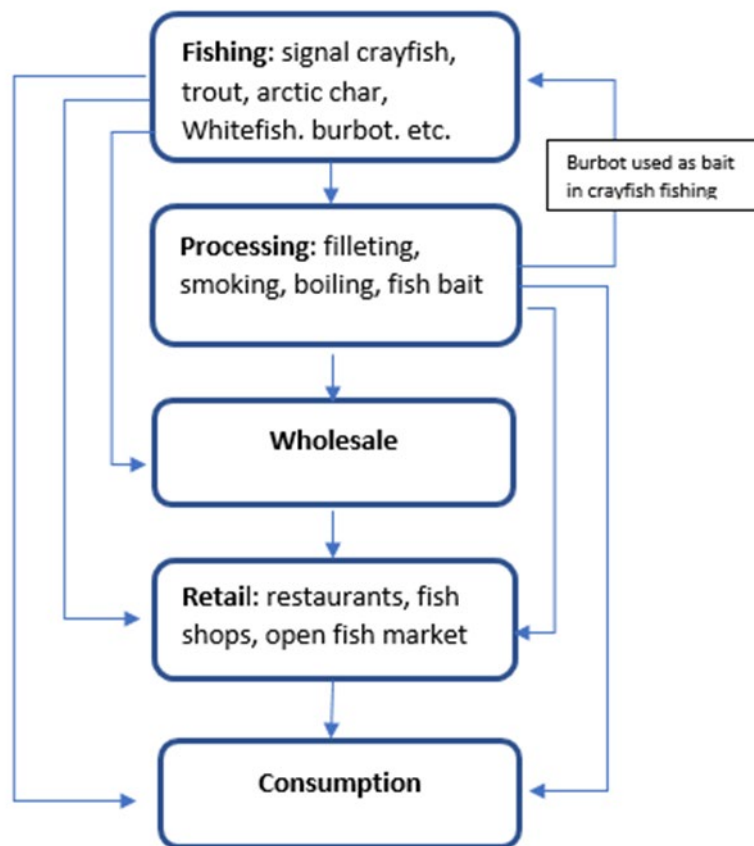 Fishing: signal crayfish,
trout, arctic char,
Whitefish. burbot. etc.
Burbot used as bait
in crayfish fishing
Processing: filleting,
smoking, boiling, fish bait
Wholesale
Retail: restaurants, fish
shops, open fish market
Consumption